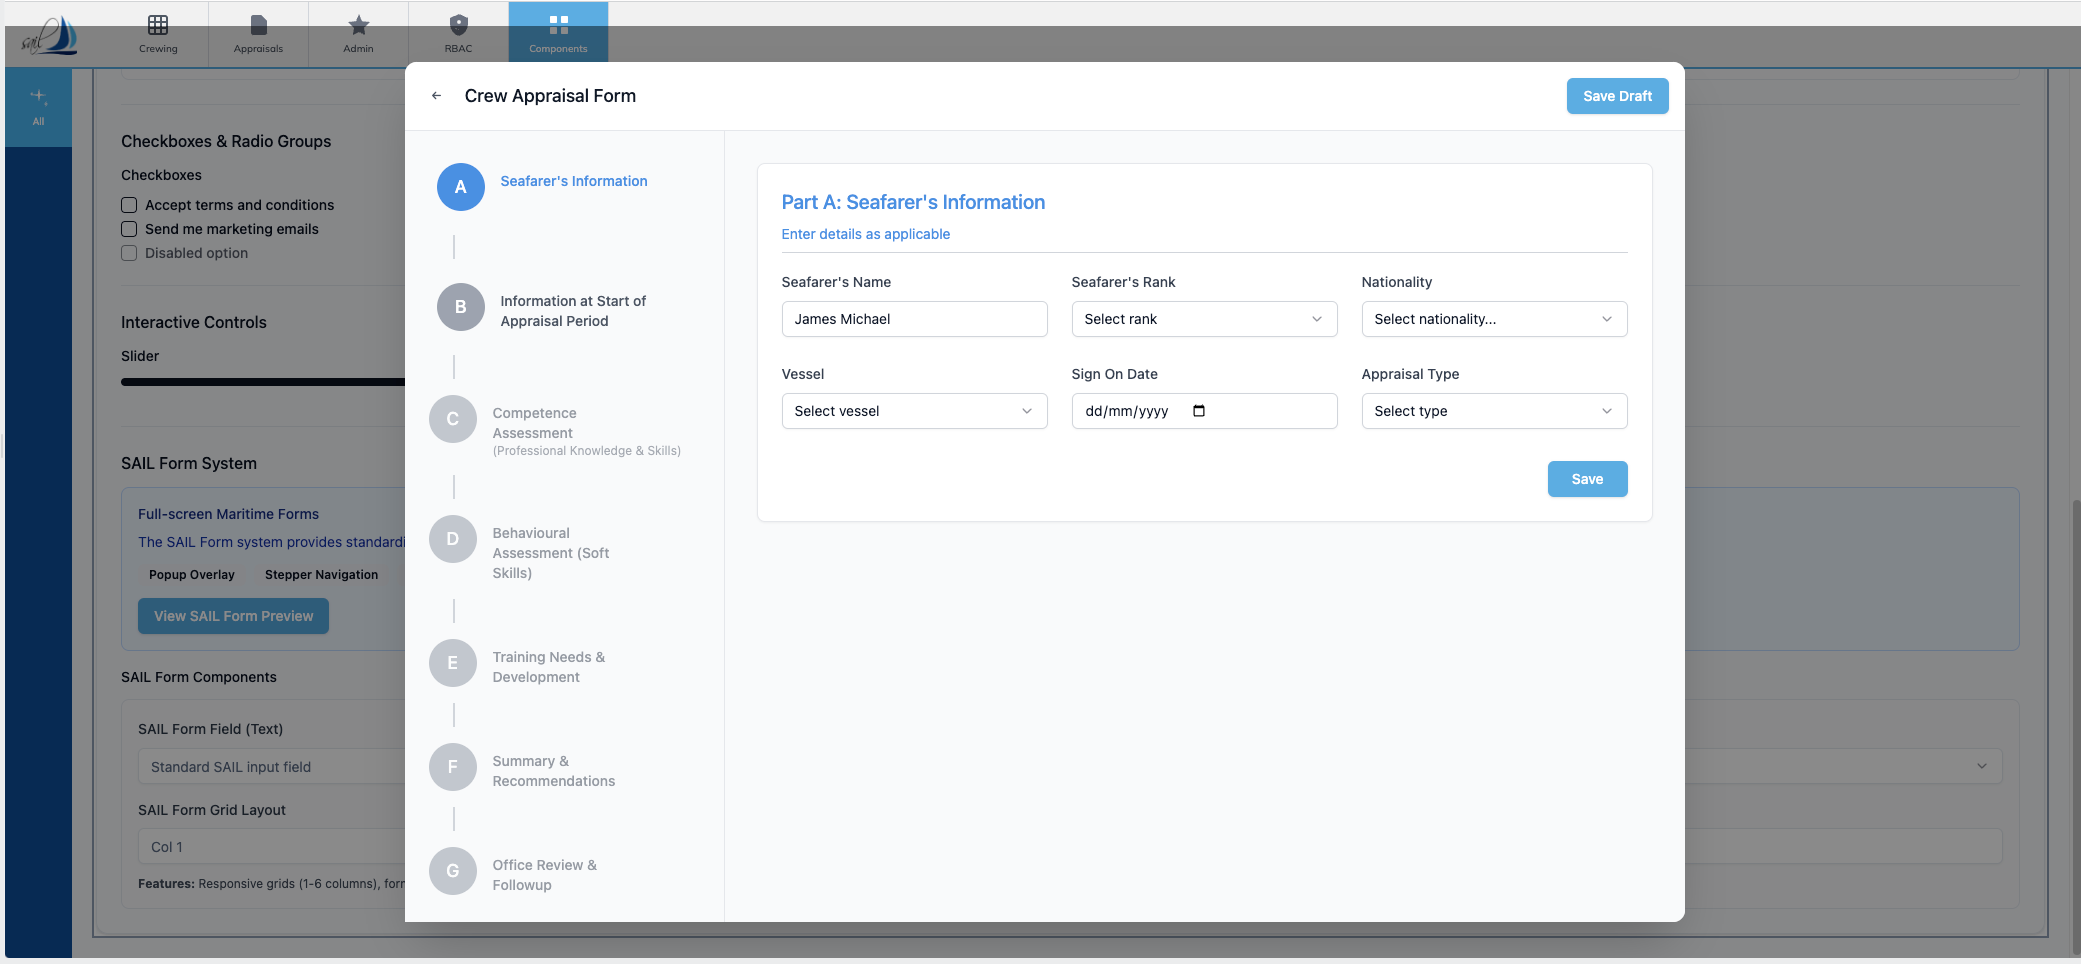 sail
Crewing
Appraisals
Admin
RBAC
Components
All
Checkboxes & Radio Groups
Checkboxes
Accept terms and conditions
Send me marketing emails
Disabled option
Interactive Controls
Slider
SAIL Form System
Full-screen Maritime Forms
The SAIL Form system provides standardi
Popup Overlay
Stepper Navigation
View SAIL Form Preview
SAIL Form Components
SAIL Form Field (Text)
Standard SAIL input field
SAIL Form Grid Layout
Col 1
Features: Responsive grids (1-6 columns), form
Crew Appraisal Form
Save Draft
A
Seafarer's Information
B
Information at Start of
Appraisal Period
C
Competence
Assessment
(Professional Knowledge & Skills)
D
Behavioural
Assessment (Soft
Skills)
E
Training Needs &
Development
F
Summary &
Recommendations
G
Office Review &
Followup
Part A: Seafarer's Information
Enter details as applicable
Seafarer's Name
James Michael
Seafarer's Rank
Select rank
Nationality
Select nationality...
Vessel
Select vessel
Sign On Date
dd/mm/yyyy
Appraisal Type
Select type
Save